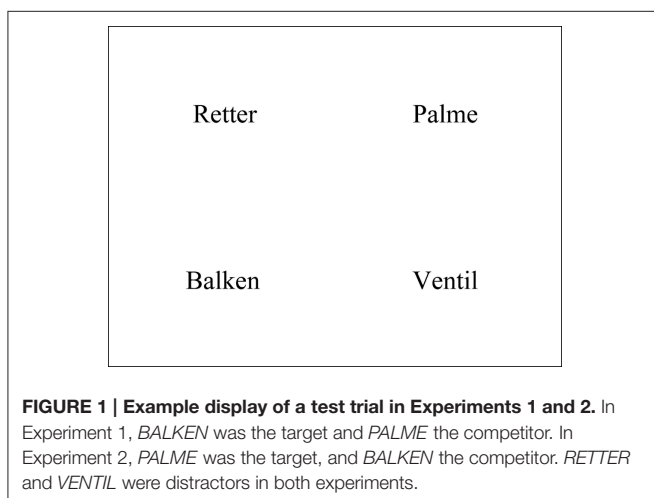 Retter Palme
Balken Ventil
FIGURE 1 | Example display of a test trial in Experiments 1 and 2. In
Experiment 1, BALKEN was the target and PALME the competitor. In
Experiment 2, PALME was the target, and BALKEN the competitor. RETTER
and VENTIL were distractors in both experiments.